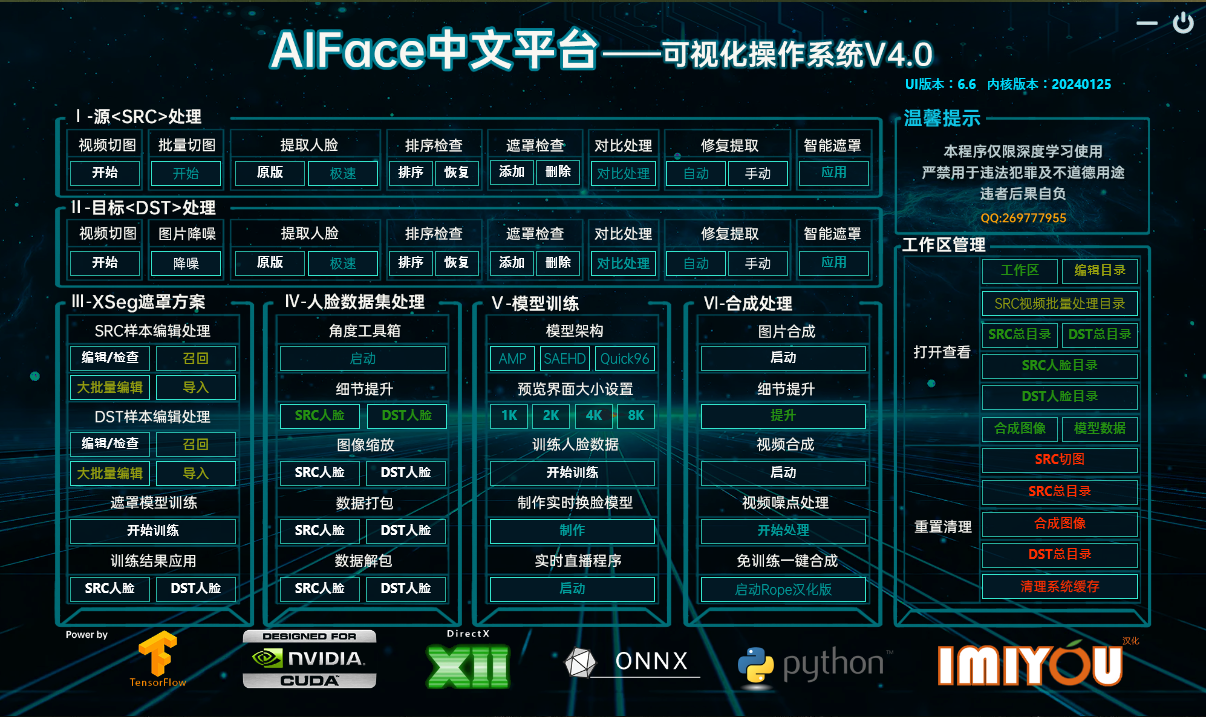 AIFace中文平台——可视化操作系统V4.0
UI版本：6.6 内核版本：20240125
Ⅰ-源<SRC>处理
视频切图 批量切图 提取人脸 排序检查 遮罩检查 对比处理 修复提取 智能遮罩
开始 开始 原版 极速 排序 恢复 添加 删除 对比处理 自动 手动 应用
Ⅱ-目标<DST>处理
视频切图 图片降噪 提取人脸 排序检查 遮罩检查 对比处理 修复提取 智能遮罩
开始 降噪 原版 极速 排序 恢复 添加 删除 对比处理 自动 手动 应用
温馨提示
本程序仅限深度学习使用
严禁用于违法犯罪及不道德用途
违者后果自负
QQ:269777955
Ⅲ-XSeg遮罩方案
SRC样本编辑处理
编辑/检查 召回
大批量编辑 导入
DST样本编辑处理
编辑/检查 召回
大批量编辑 导入
遮罩模型训练
开始训练
训练结果应用
SRC人脸 DST人脸
Ⅳ-人脸数据集处理
角度工具箱
启动
细节提升
SRC人脸 DST人脸
图像缩放
SRC人脸 DST人脸
数据打包
SRC人脸 DST人脸
数据解包
SRC人脸 DST人脸
Ⅴ-模型训练
模型架构
AMP SAEHD Quick96
预览界面大小设置
1K 2K 4K 8K
训练人脸数据
开始训练
制作实时换脸模型
制作
实时直播程序
启动
Ⅵ-合成处理
图片合成
启动
细节提升
提升
视频合成
启动
视频噪点处理
开始处理
免训练一键合成
启动Rope汉化版
工作区管理
打开查看
工作区 编辑目录
SRC视频批量处理目录
SRC总目录 DST总目录
SRC人脸目录
DST人脸目录
合成图像 模型数据
重置清理
SRC切图
SRC总目录
合成图像
DST总目录
清理系统缓存
Power by
TensorFlow
DESIGNED FOR
NVIDIA.
CUDA™
DirectX
XII
ONNX
python™
IMIYOU
汉化